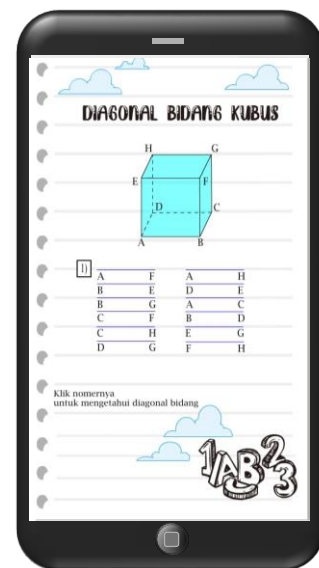 DIAGONAL BIDANG KUBUS
H G
E F
D C
A B
1)
A F A H
B E D E
B G A C
C F B D
C H E G
D G F H
Klik nomernya
untuk mengetahui diagonal bidang
1AB23